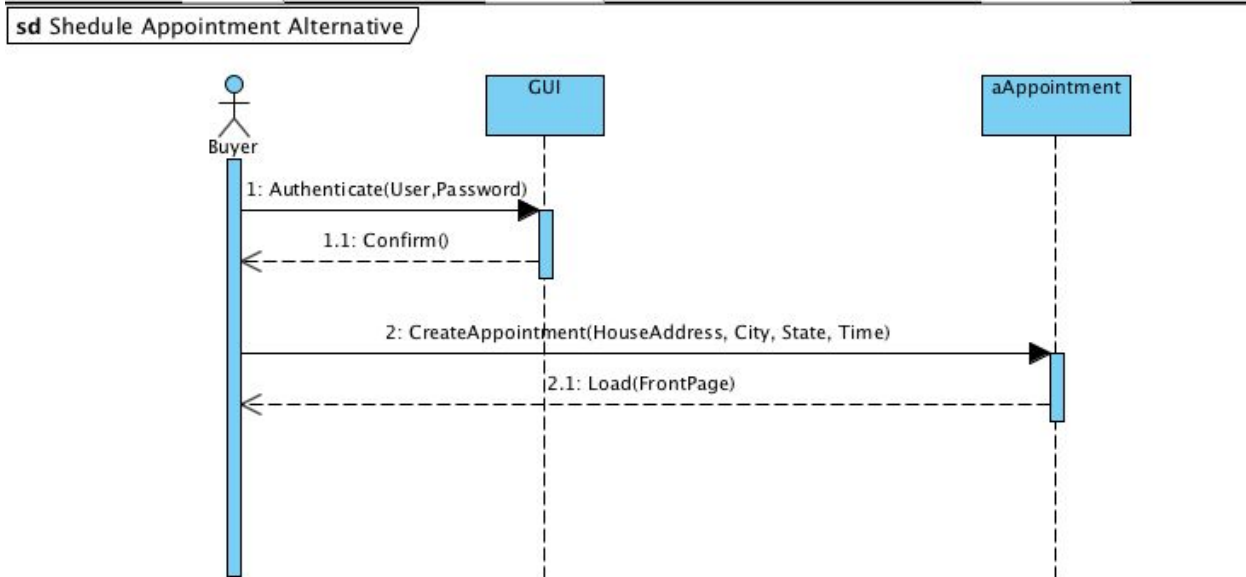 sd Shedule Appointment Alternative
GUI
aAppointment
Buyer
1: Authenticate(User,Password)
1.1: Confirm()
2: CreateAppointment(HouseAddress, City, State, Time)
2.1: Load(FrontPage)